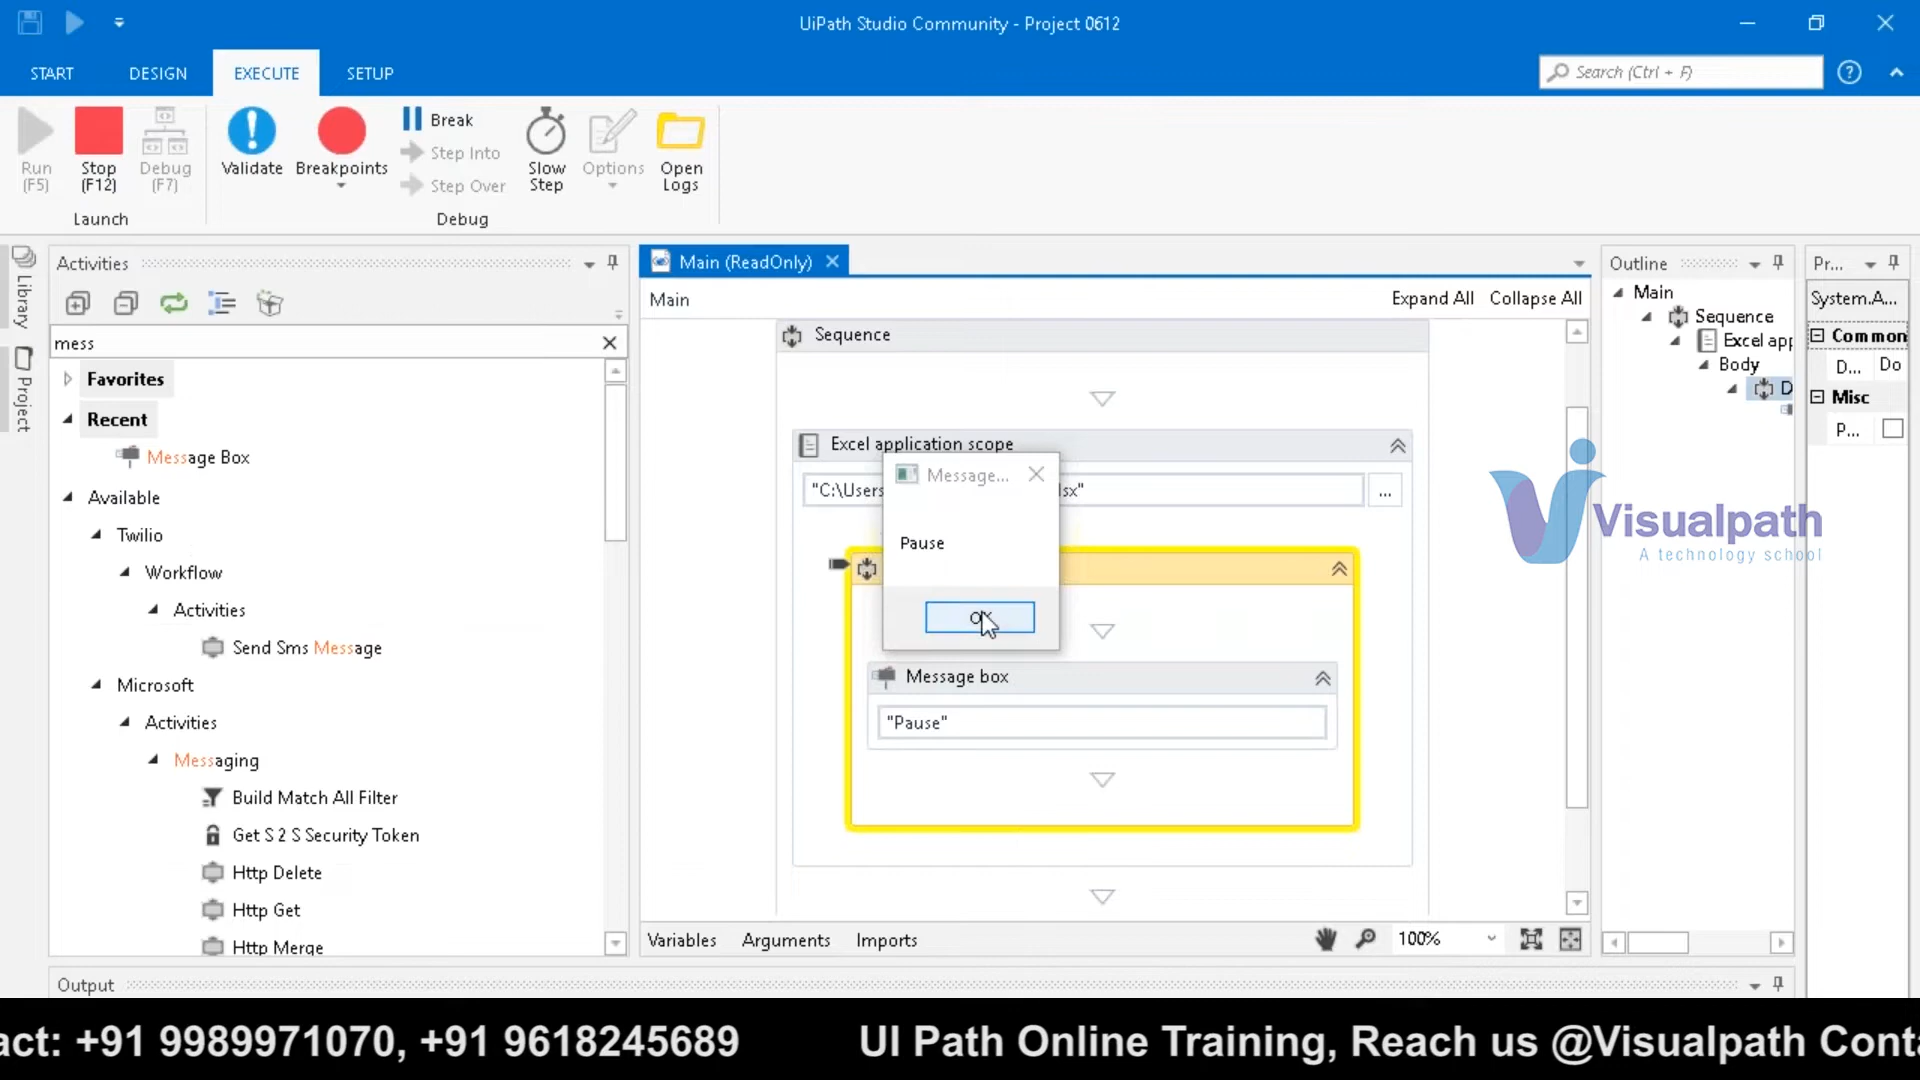 UiPath Studio Community - Project 0612
START DESIGN EXECUTE SETUP
Search (Ctrl + F)
Run (F5)
Stop (F12)
Debug (F7)
Launch
Validate
Breakpoints
Break
Step Into
Step Over
Slow Step
Options
Open Logs
Debug
Library
Project
Activities
mess
Favorites
Recent
Message Box
Available
Twilio
Workflow
Activities
Send Sms Message
Microsoft
Activities
Messaging
Build Match All Filter
Get S 2 S Security Token
Http Delete
Http Get
Http Merge
Main (ReadOnly)
Main
Expand All Collapse All
Sequence
Excel application scope
"C:\Users
lsx"
...
Message...
Pause
Message box
"Pause"
Variables Arguments Imports
100%
Outline
Main
Sequence
Excel app
Body
D
Pr...
System.A...
Common
D... Do
Misc
P...
Visualpath
A technology school
Output
act: +91 9989971070, +91 9618245689 UI Path Online Training, Reach us @Visualpath Conta